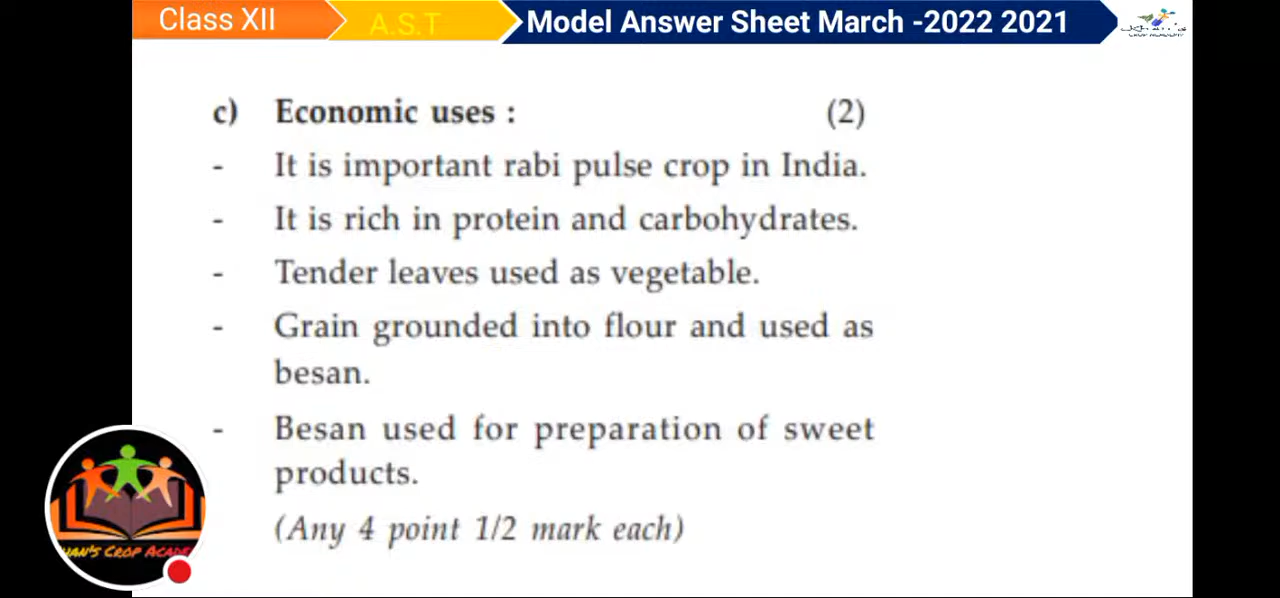 Class XII A.S.T Model Answer Sheet March -2022 2021
c) Economic uses : (2)
- It is important rabi pulse crop in India.
- It is rich in protein and carbohydrates.
- Tender leaves used as vegetable.
- Grain grounded into flour and used as
besan.
- Besan used for preparation of sweet
products.
(Any 4 point 1/2 mark each)
CROP ACADEMY